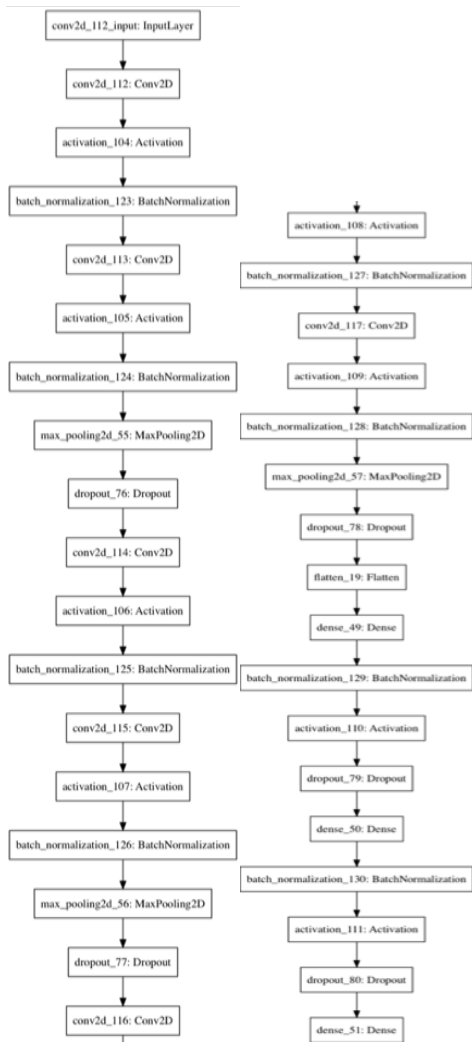 conv2d_112_input: InputLayer
conv2d_112: Conv2D
activation_104: Activation
batch_normalization_123: BatchNormalization
conv2d_113: Conv2D
activation_105: Activation
batch_normalization_124: BatchNormalization
max_pooling2d_55: MaxPooling2D
dropout_76: Dropout
conv2d_114: Conv2D
activation_106: Activation
batch_normalization_125: BatchNormalization
conv2d_115: Conv2D
activation_107: Activation
batch_normalization_126: BatchNormalization
max_pooling2d_56: MaxPooling2D
dropout_77: Dropout
conv2d_116: Conv2D
activation_108: Activation
batch_normalization_127: BatchNormalization
conv2d_117: Conv2D
activation_109: Activation
batch_normalization_128: BatchNormalization
max_pooling2d_57: MaxPooling2D
dropout_78: Dropout
flatten_19: Flatten
dense_49: Dense
batch_normalization_129: BatchNormalization
activation_110: Activation
dropout_79: Dropout
dense_50: Dense
batch_normalization_130: BatchNormalization
activation_111: Activation
dropout_80: Dropout
dense_51: Dense